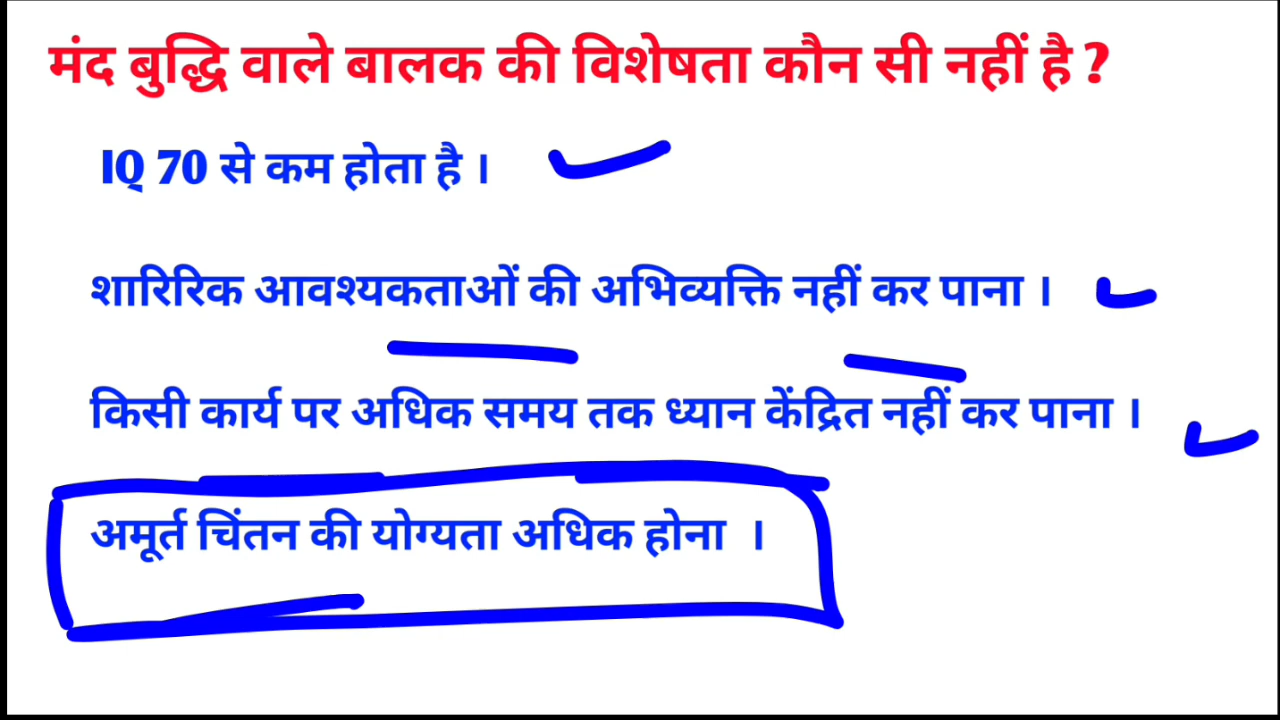 मंद बुद्धि वाले बालक की विशेषता कौन सी नहीं है ?
IQ 70 से कम होता है ।
शारिरिक आवश्यकताओं की अभिव्यक्ति नहीं कर पाना ।
किसी कार्य पर अधिक समय तक ध्यान केंद्रित नहीं कर पाना ।
अमूर्त चिंतन की योग्यता अधिक होना ।